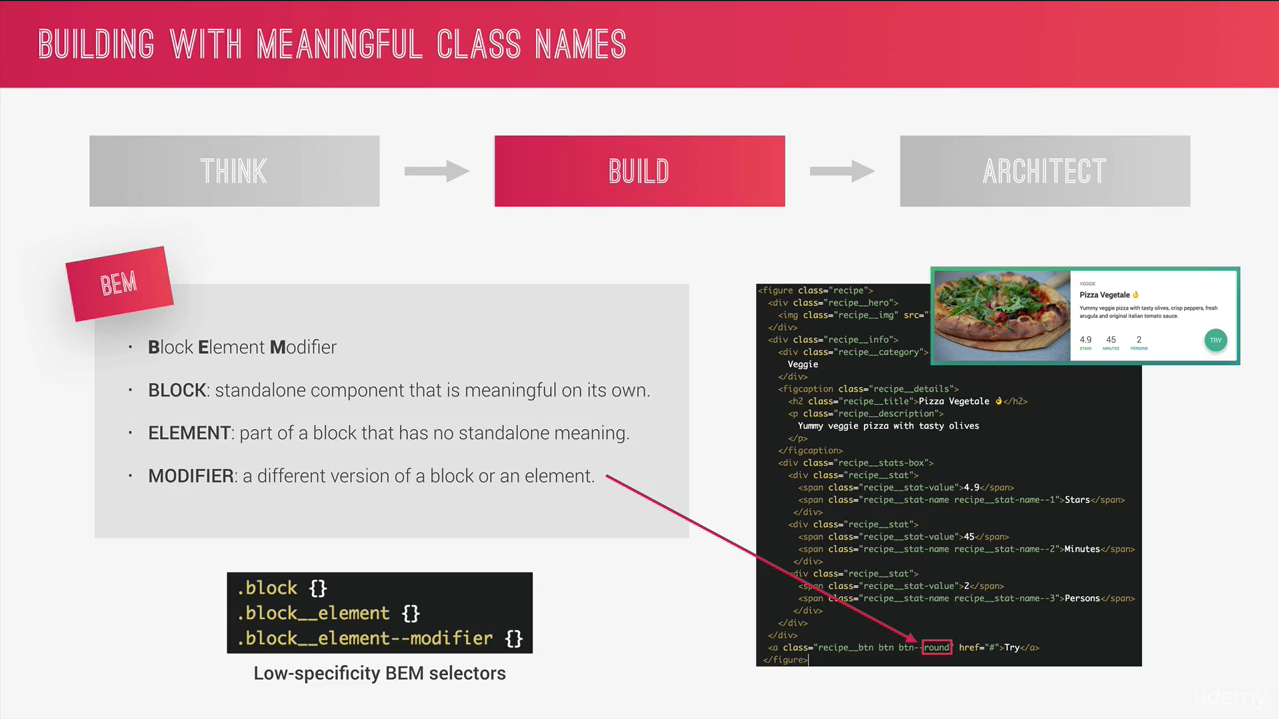 BUILDING WITH MEANINGFUL CLASS NAMES
THINK
BUILD
ARCHITECT
BEM
· Block Element Modifier
· BLOCK: standalone component that is meaningful on its own.
· ELEMENT: part of a block that has no standalone meaning.
· MODIFIER: a different version of a block or an element.
.block {}
.block__element {}
.block__element--modifier {}
Low-specificity BEM selectors
<figure class="recipe">
<div class="recipe__hero">
<img class="recipe__img" src="
</div>
<div class="recipe__info">
<div class="recipe__category">
Veggie
</div>
<figcaption class="recipe__details">
<h2 class="recipe__title">Pizza Vegetale 👌</h2>
<p class="recipe__description">
Yummy veggie pizza with tasty olives
</p>
</figcaption>
<div class="recipe__stats-box">
<div class="recipe__stat">
<span class="recipe__stat-value">4.9</span>
<span class="recipe__stat-name recipe__stat-name--1">Stars</span>
</div>
<div class="recipe__stat">
<span class="recipe__stat-value">45</span>
<span class="recipe__stat-name recipe__stat-name--2">Minutes</span>
</div>
<div class="recipe__stat">
<span class="recipe__stat-value">2</span>
<span class="recipe__stat-name recipe__stat-name--3">Persons</span>
</div>
</div>
</div>
<a class="recipe__btn btn btn--round" href="#">Try</a>
</figure>
VEGGIE
Pizza Vegetale 👌
Yummy veggie pizza with tasty olives, crisp peppers, fresh
arugula and original italian tomato sauce.
4.9 45 2
STARS MINUTES PERSONS
TRY
udemy